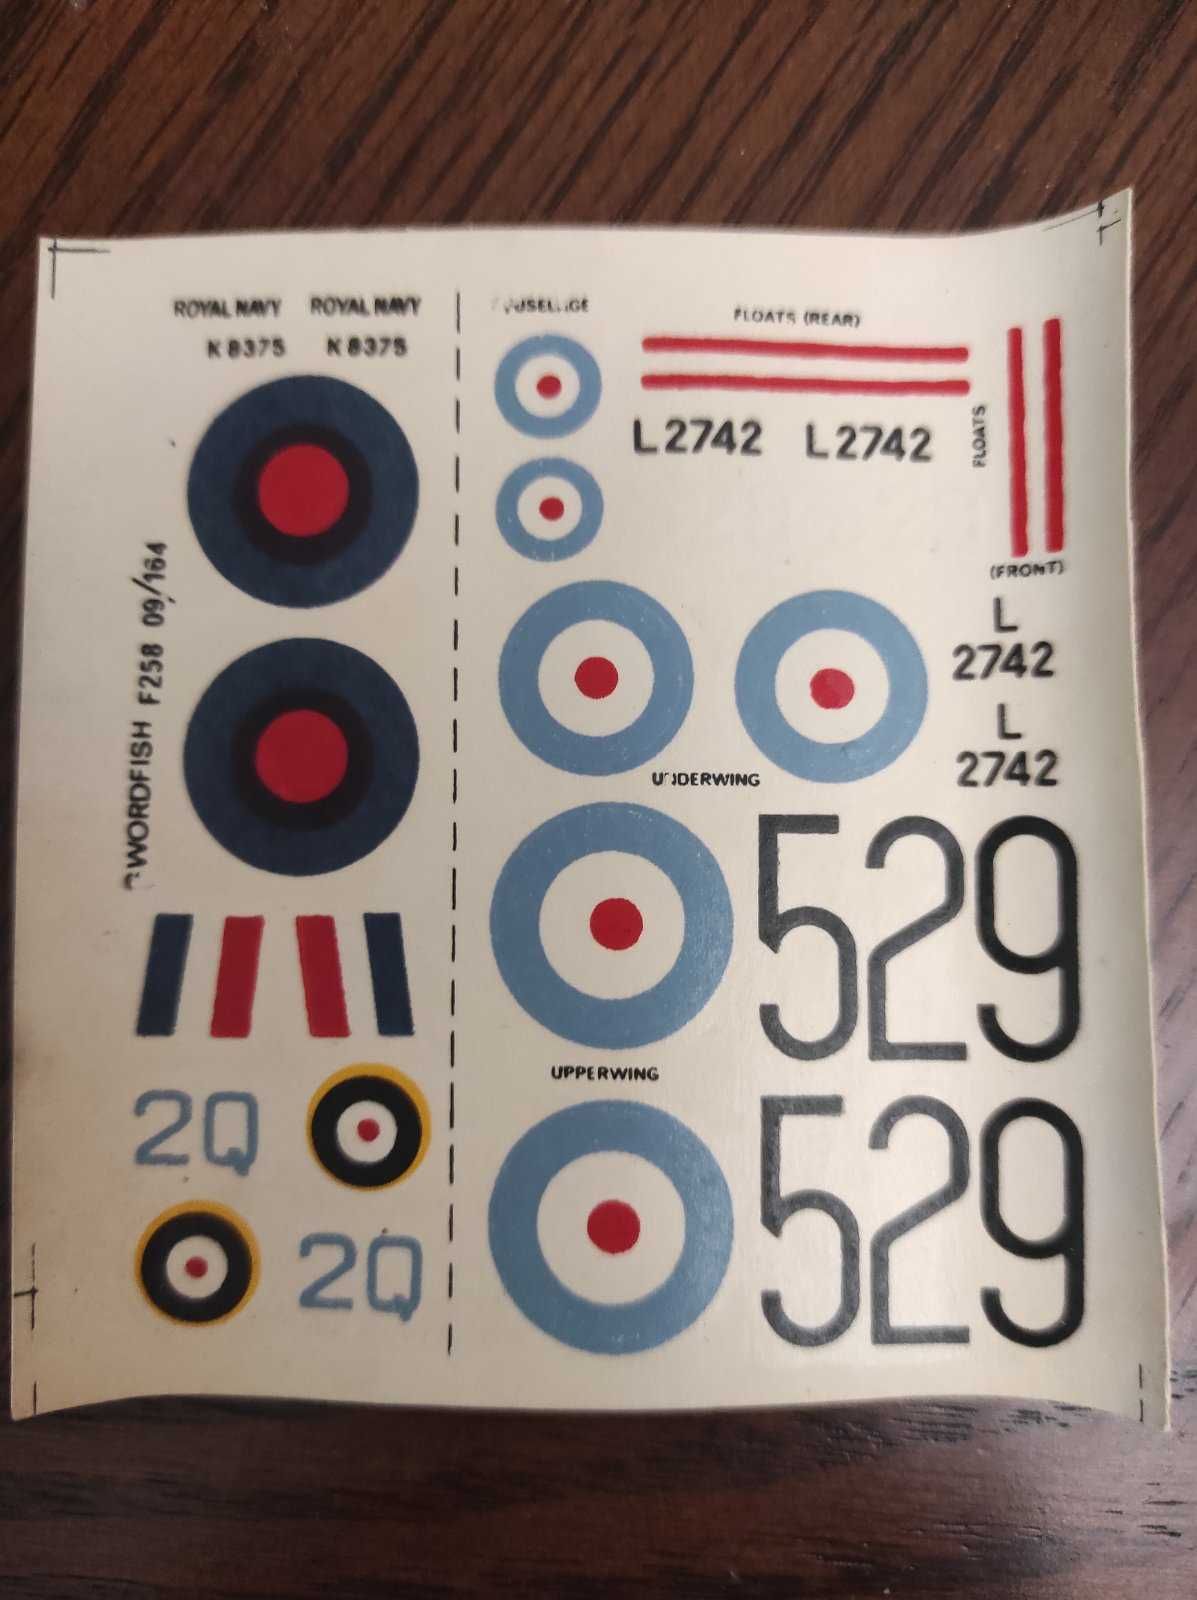 ROYAL NAVY ROYAL NAVY
K 8375 K 8375
WORDFISH F258 09/164
2Q
2Q
FLOATS (REAR)
L2742 L2742
FLOATS
(FRONT)
L
2742
L
2742
UNDERWING
529
UPPERWING
529